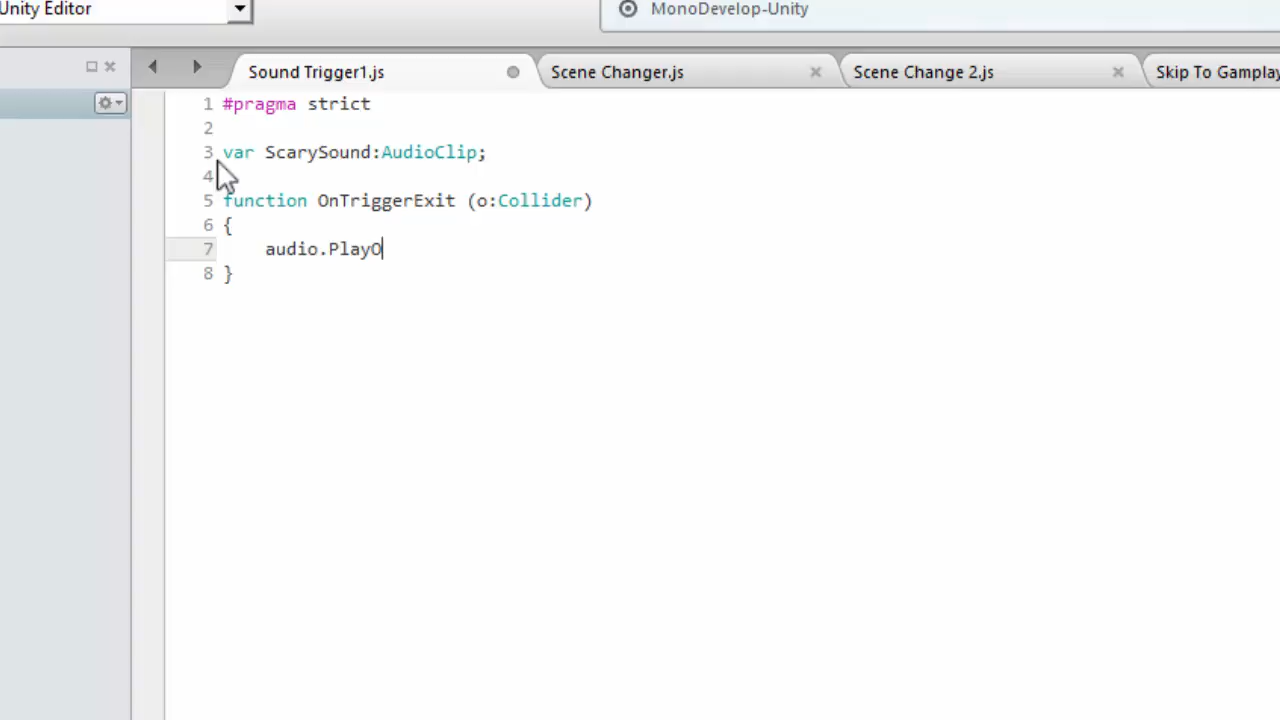 Unity Editor
MonoDevelop-Unity
Sound Trigger1.js
Scene Changer.js
Scene Change 2.js
Skip To Gamplay
1 #pragma strict
2
3 var ScarySound:AudioClip;
4
5 function OnTriggerExit (o:Collider)
6 {
7 audio.PlayO
8 }